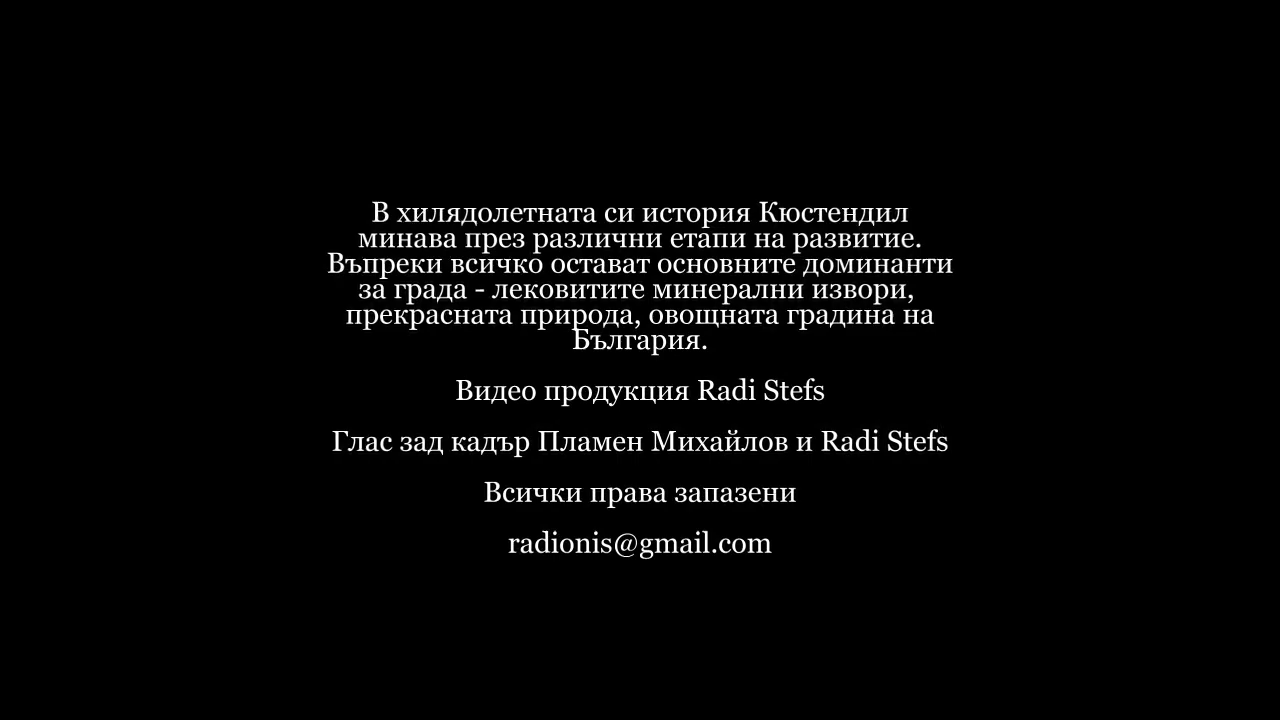 В хилядолетната си история Кюстендил
минава през различни етапи на развитие.
Въпреки всичко остават основните доминанти
за града - лековитите минерални извори,
прекрасната природа, овощната градина на
България.
Видео продукция Radi Stefs
Глас зад кадър Пламен Михайлов и Radi Stefs
Всички права запазени
radionis@gmail.com